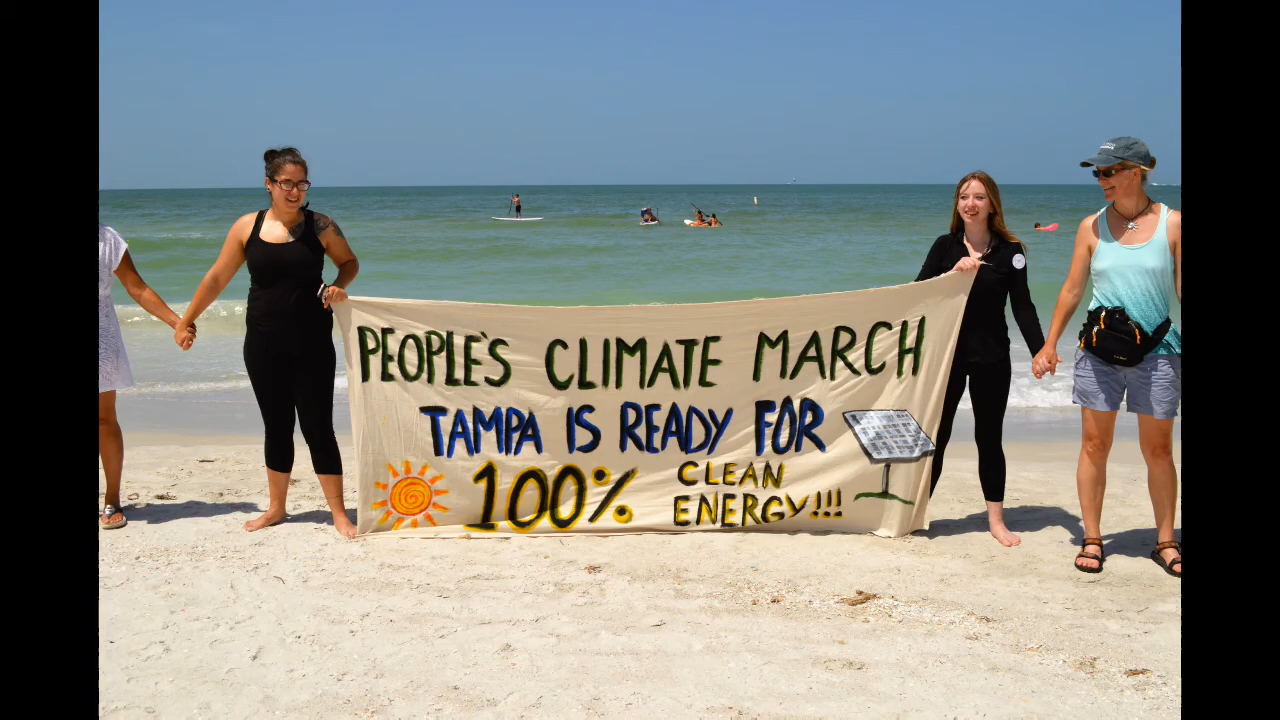 PEOPLE'S CLIMATE MARCH
TAMPA IS READY FOR
100% CLEAN
ENERGY!!!